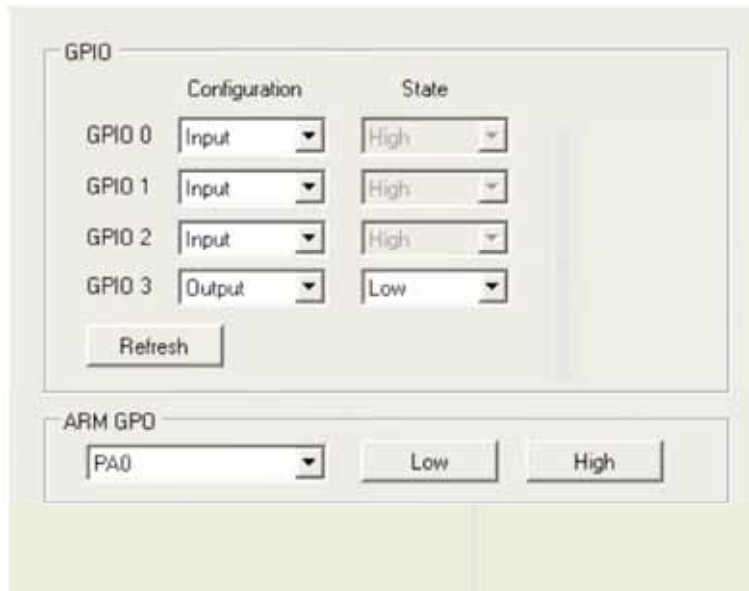 GPIO
Configuration State
GPIO 0 Input High
GPIO 1 Input High
GPIO 2 Input High
GPIO 3 Output Low
Refresh
ARM GPO
PA0 Low High